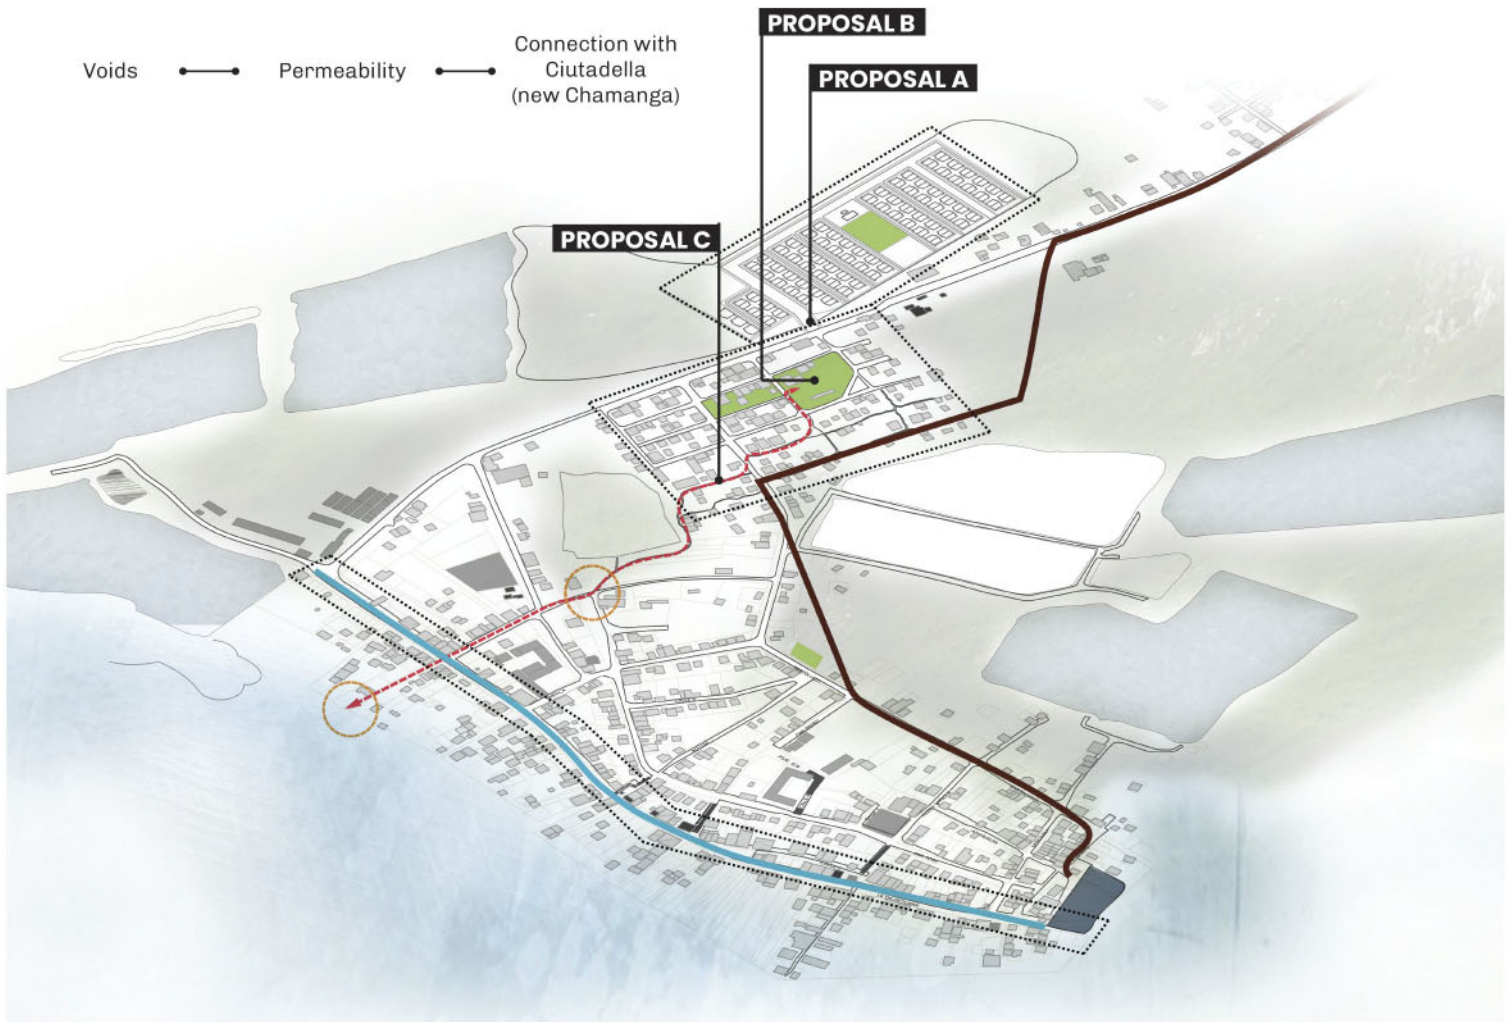 PROPOSAL B
Connection with
Voids
Permeability
Ciutadella
(new Chamanga)
PROPOSAL A
PROPOSAL C